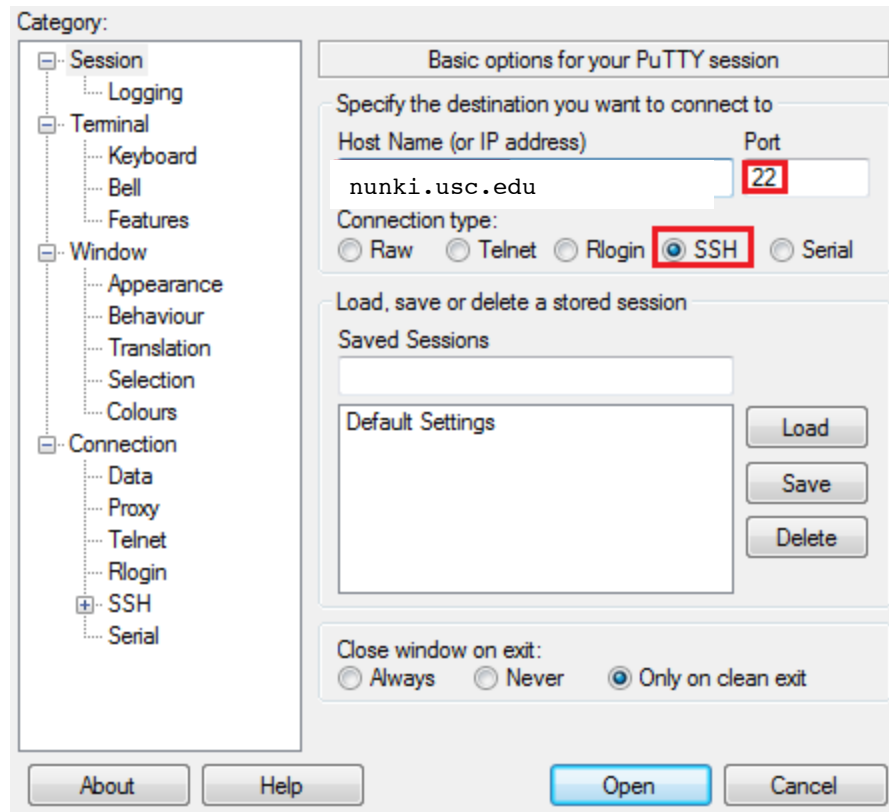 Category:
Session
Logging
Terminal
Keyboard
Bell
Features
Window
Appearance
Behaviour
Translation
Selection
Colours
Connection
Data
Proxy
Telnet
Rlogin
SSH
Serial
Basic options for your PuTTY session
Specify the destination you want to connect to
Host Name (or IP address) Port
nunki.usc.edu 22
Connection type:
Raw Telnet Rlogin SSH Serial
Load, save or delete a stored session
Saved Sessions
Default Settings
Load
Save
Delete
Close window on exit:
Always Never Only on clean exit
About Help Open Cancel